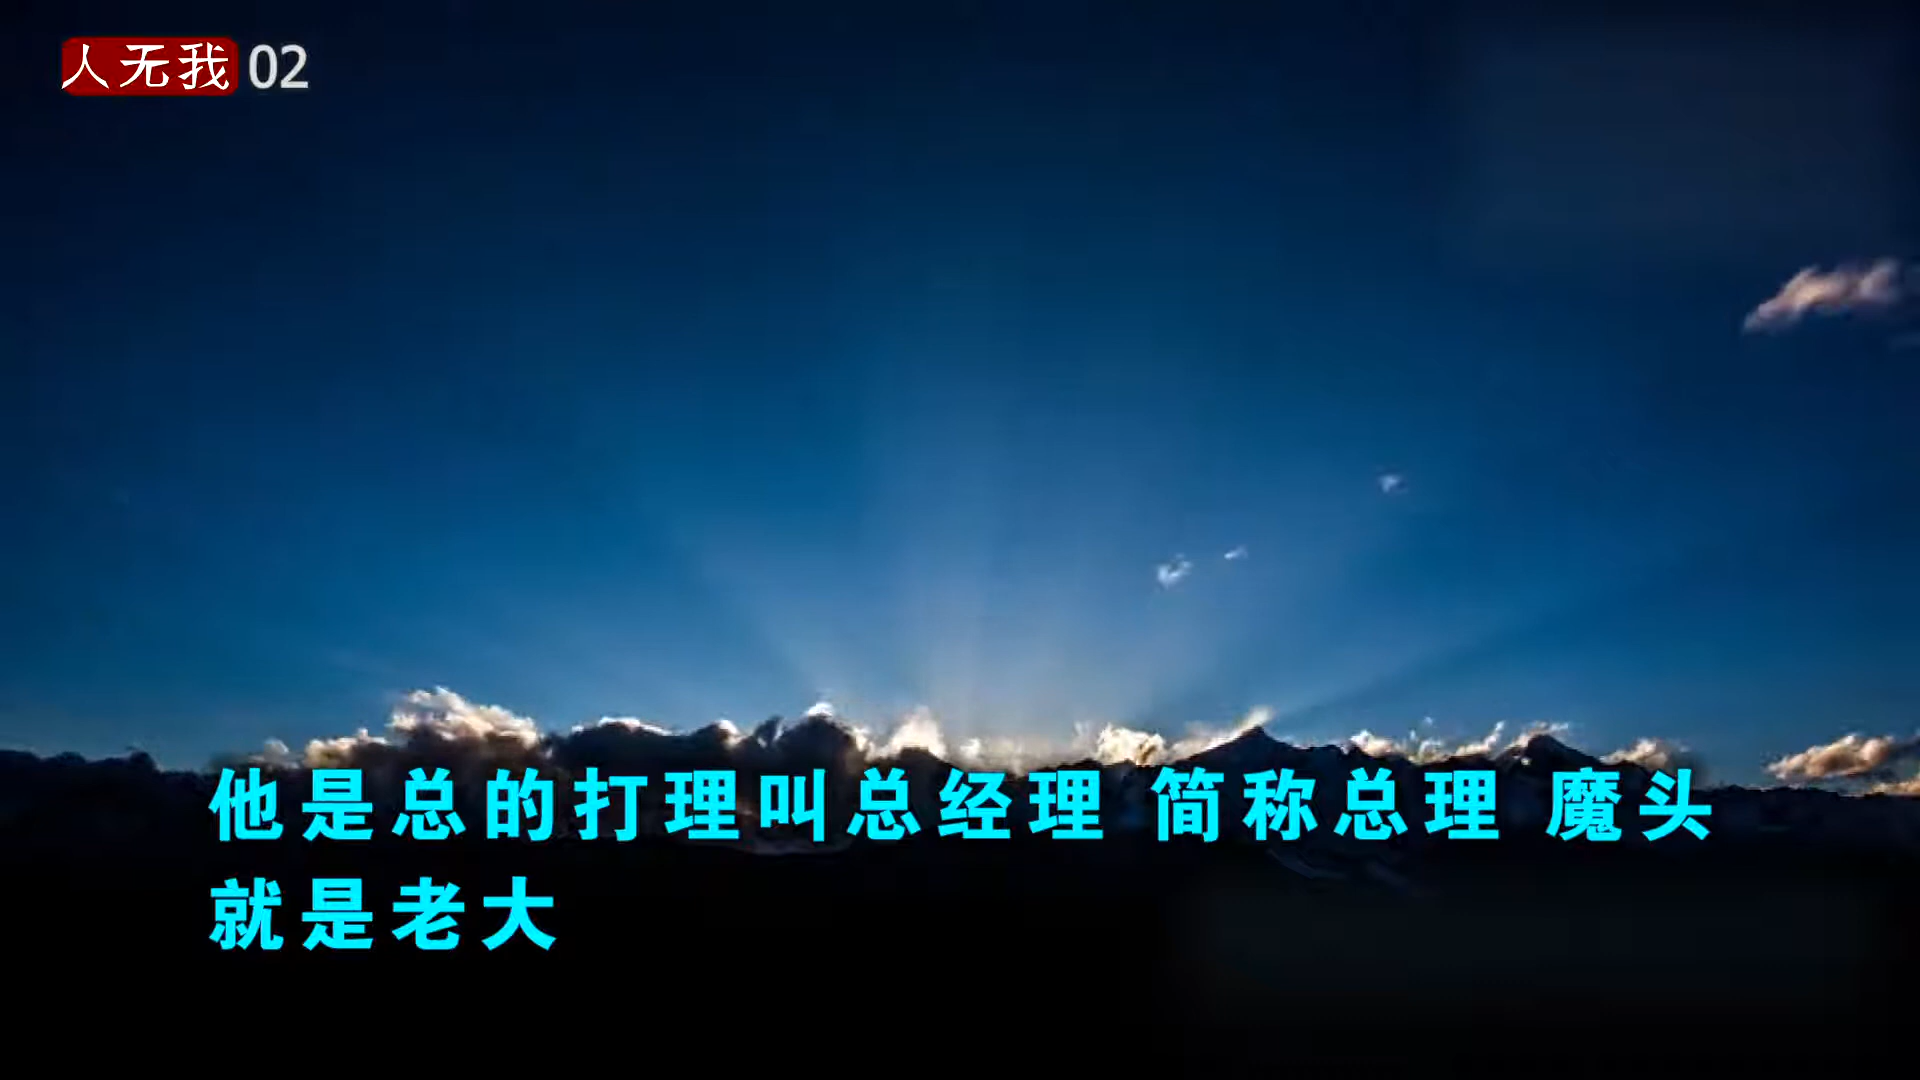 人无我 02
他是总的打理叫总经理 简称总理 魔头
就是老大